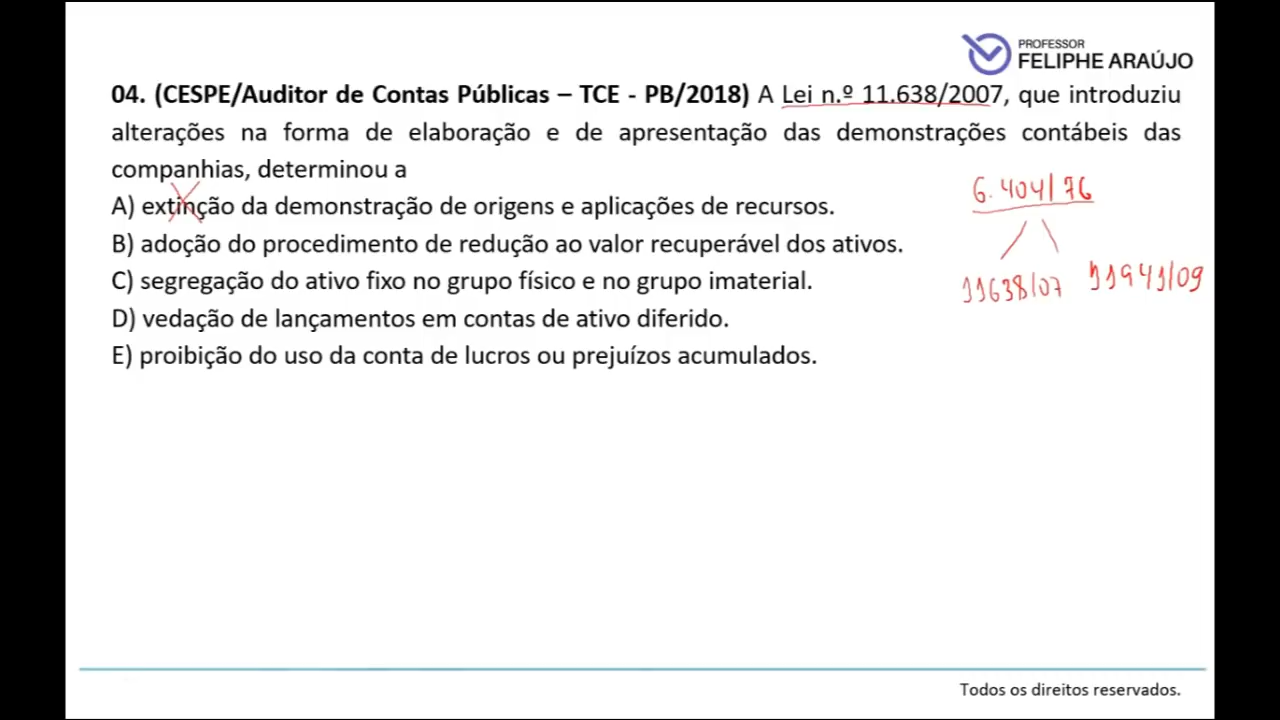 PROFESSOR
FELIPHE ARAÚJO
04. (CESPE/Auditor de Contas Públicas – TCE - PB/2018) A Lei n.º 11.638/2007, que introduziu
alterações na forma de elaboração e de apresentação das demonstrações contábeis das
companhias, determinou a
6.404/76
A) extinção da demonstração de origens e aplicações de recursos.
B) adoção do procedimento de redução ao valor recuperável dos ativos.
C) segregação do ativo fixo no grupo físico e no grupo imaterial.
11638/07 11941/09
D) vedação de lançamentos em contas de ativo diferido.
E) proibição do uso da conta de lucros ou prejuízos acumulados.
Todos os direitos reservados.